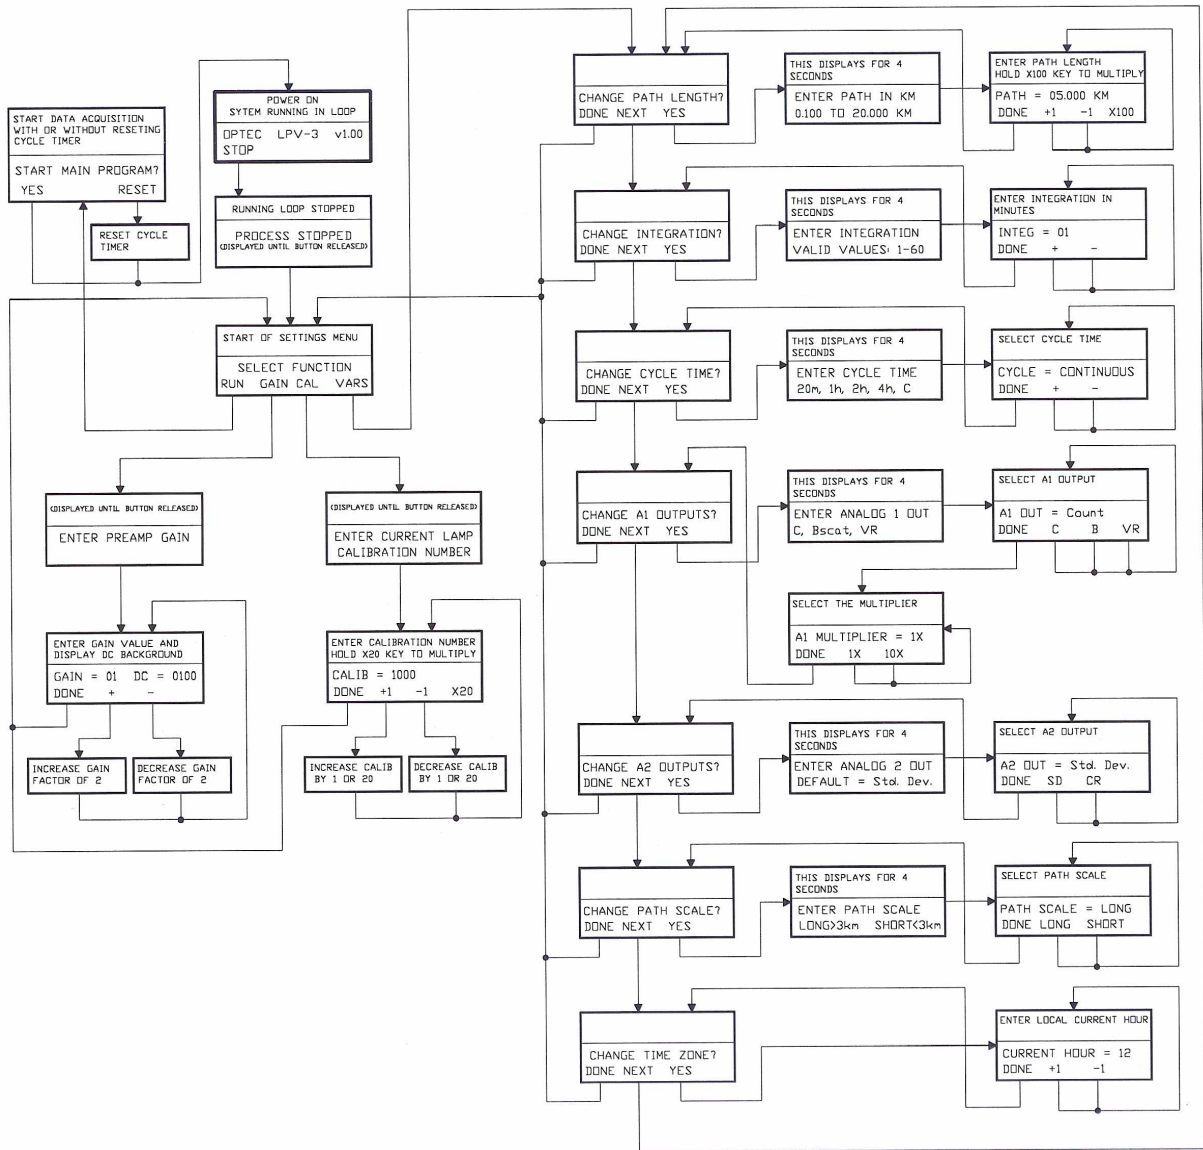 START DATA ACQUISITION
WITH OR WITHOUT RESETING
CYCLE TIMER
START MAIN PROGRAM?
YES RESET
RESET CYCLE
TIMER
POWER ON
SYTEM RUNNING IN LOOP
OPTEC LPV-3 v1.00
STOP
RUNNING LOOP STOPPED
PROCESS STOPPED
(DISPLAYED UNTIL BUTTON RELEASED)
START OF SETTINGS MENU
SELECT FUNCTION
RUN GAIN CAL VARS
(DISPLAYED UNTIL BUTTON RELEASED)
ENTER PREAMP GAIN
(DISPLAYED UNTIL BUTTON RELEASED)
ENTER CURRENT LAMP
CALIBRATION NUMBER
ENTER GAIN VALUE AND
DISPLAY DC BACKGROUND
GAIN = 01 DC = 0100
DONE + -
INCREASE GAIN
FACTOR OF 2
DECREASE GAIN
FACTOR OF 2
ENTER CALIBRATION NUMBER
HOLD X20 KEY TO MULTIPLY
CALIB = 1000
DONE +1 -1 X20
INCREASE CALIB
BY 1 OR 20
DECREASE CALIB
BY 1 OR 20
CHANGE PATH LENGTH?
DONE NEXT YES
THIS DISPLAYS FOR 4
SECONDS
ENTER PATH IN KM
0.100 TO 20.000 KM
ENTER PATH LENGTH
HOLD X100 KEY TO MULTIPLY
PATH = 05.000 KM
DONE +1 -1 X100
CHANGE INTEGRATION?
DONE NEXT YES
THIS DISPLAYS FOR 4
SECONDS
ENTER INTEGRATION
VALID VALUES: 1-60
ENTER INTEGRATION IN
MINUTES
INTEG = 01
DONE + -
CHANGE CYCLE TIME?
DONE NEXT YES
THIS DISPLAYS FOR 4
SECONDS
ENTER CYCLE TIME
20m, 1h, 2h, 4h, C
SELECT CYCLE TIME
CYCLE = CONTINUOUS
DONE + -
CHANGE A1 OUTPUTS?
DONE NEXT YES
THIS DISPLAYS FOR 4
SECONDS
ENTER ANALOG 1 OUT
C, Bscat, VR
SELECT A1 OUTPUT
A1 OUT = Count
DONE C B VR
SELECT THE MULTIPLIER
A1 MULTIPLIER = 1X
DONE 1X 10X
CHANGE A2 OUTPUTS?
DONE NEXT YES
THIS DISPLAYS FOR 4
SECONDS
ENTER ANALOG 2 OUT
DEFAULT = Std. Dev.
SELECT A2 OUTPUT
A2 OUT = Std. Dev.
DONE SD CR
CHANGE PATH SCALE?
DONE NEXT YES
THIS DISPLAYS FOR 4
SECONDS
ENTER PATH SCALE
LONG>3km SHORT<3km
SELECT PATH SCALE
PATH SCALE = LONG
DONE LONG SHORT
CHANGE TIME ZONE?
DONE NEXT YES
ENTER LOCAL CURRENT HOUR
CURRENT HOUR = 12
DONE +1 -1